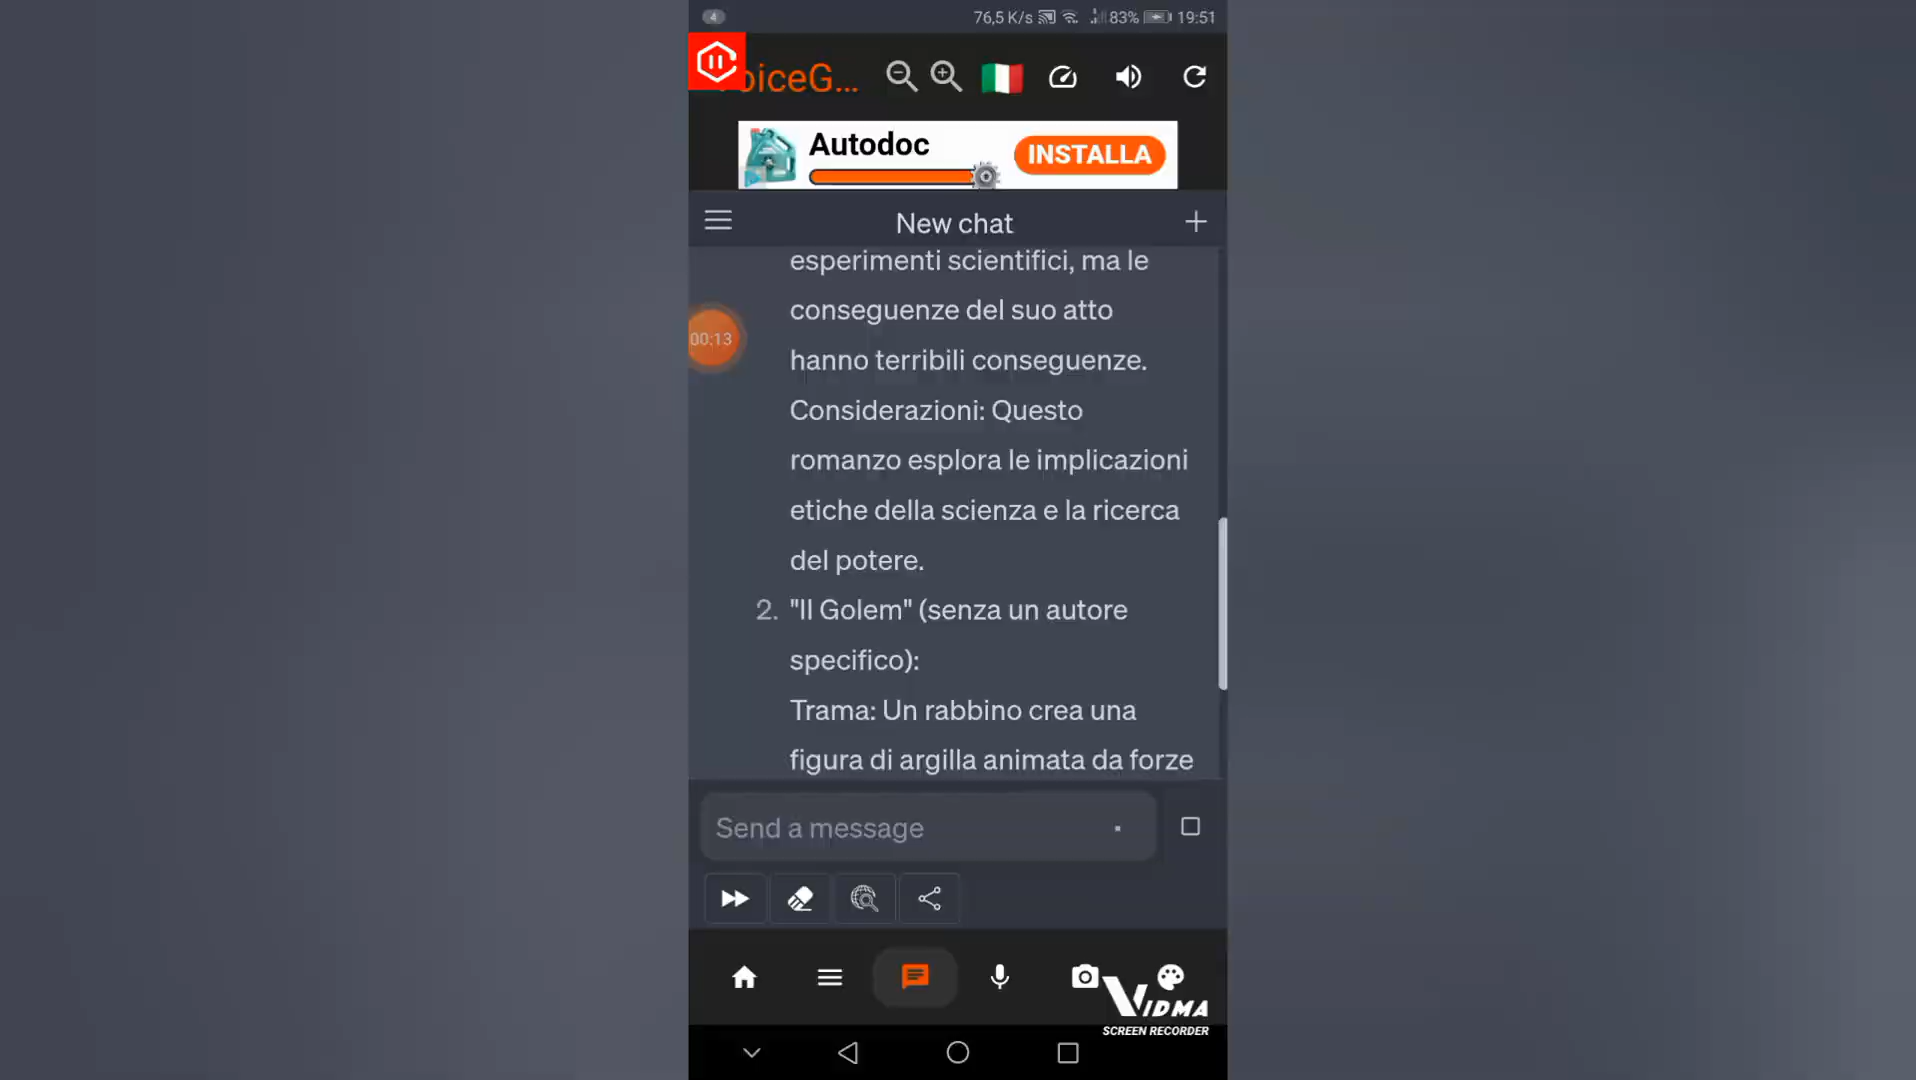 4
76,5 K/s
83%
19:51
oiceG...
Autodoc
INSTALLA
New chat
esperimenti scientifici, ma le
conseguenze del suo atto
00:13
hanno terribili conseguenze.
Considerazioni: Questo
romanzo esplora le implicazioni
etiche della scienza e la ricerca
del potere.
2. "Il Golem" (senza un autore
specifico):
Trama: Un rabbino crea una
figura di argilla animata da forze
Send a message
VIDMA
SCREEN RECORDER